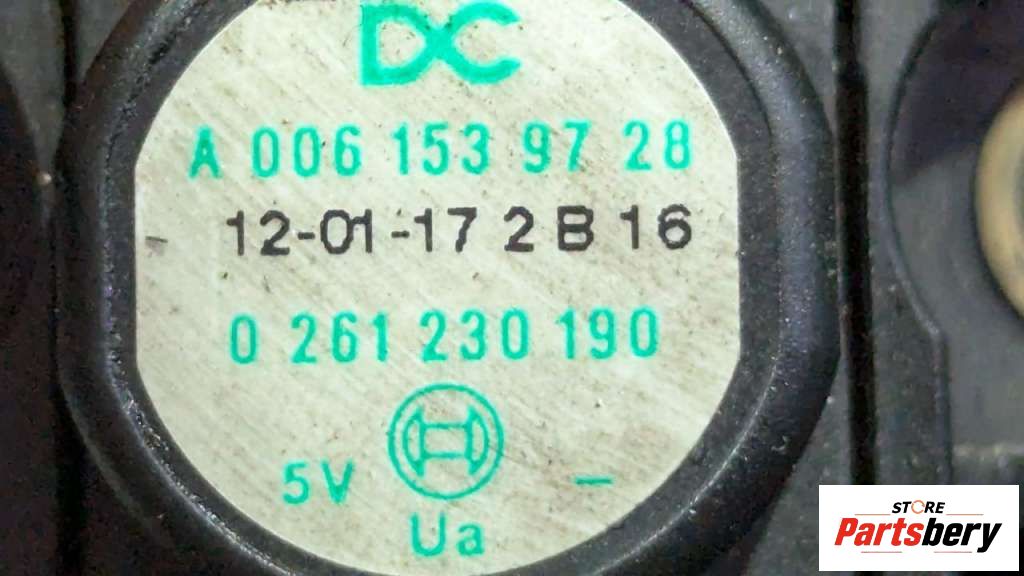 DC
A 006 153 97 28
12-01-17 2 B 16
0 261 230 190
5V
-
Ua
STORE
Partsbery